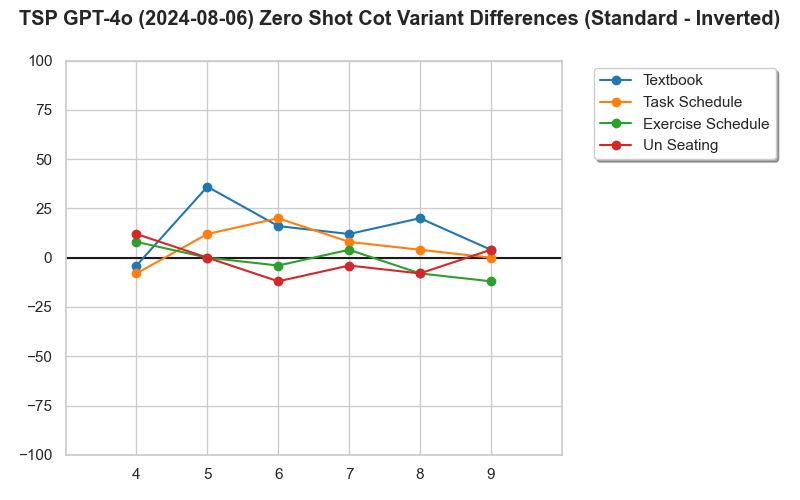 TSP GPT-4o (2024-08-06) Zero Shot Cot Variant Differences (Standard - Inverted)
100
75
50
25
0
−25
−50
−75
−100
4 5 6 7 8 9
Textbook
Task Schedule
Exercise Schedule
Un Seating